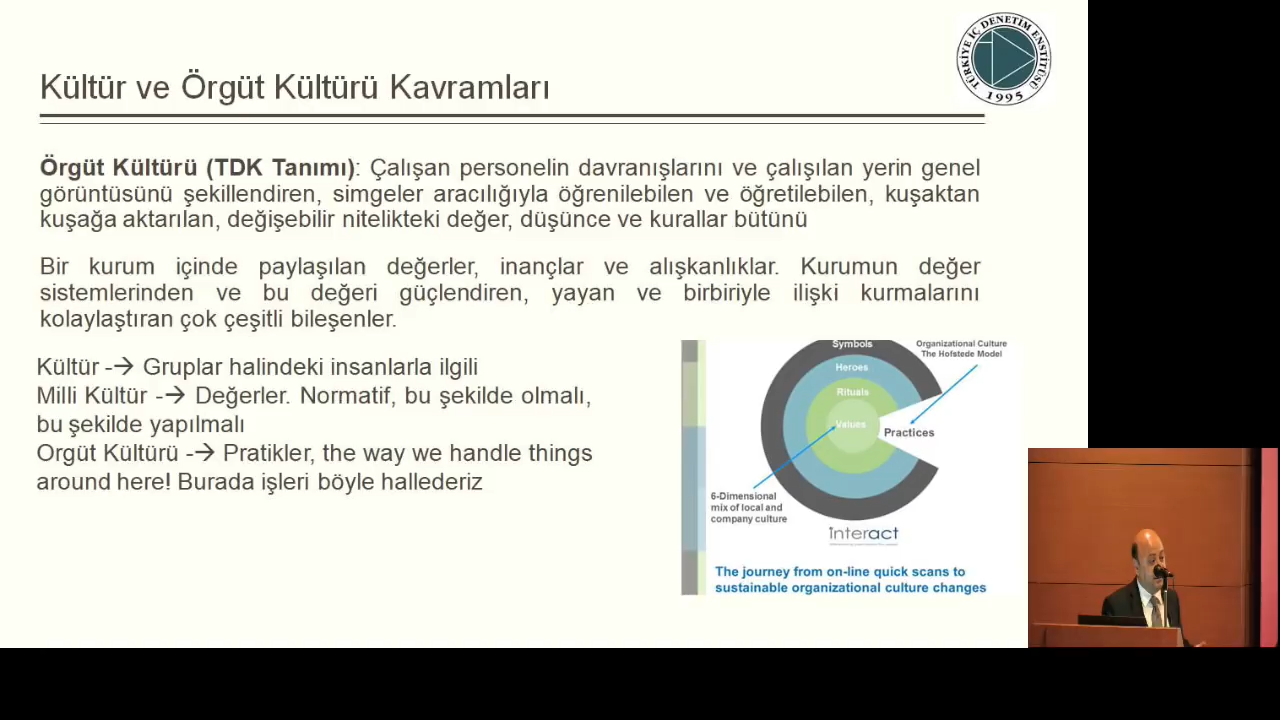 TÜRKİYE İÇ DENETİM ENSTİTÜSÜ
1995
Kültür ve Örgüt Kültürü Kavramları
Örgüt Kültürü (TDK Tanımı): Çalışan personelin davranışlarını ve çalışılan yerin genel
görüntüsünü şekillendiren, simgeler aracılığıyla öğrenilebilen ve öğretilebilen, kuşaktan
kuşağa aktarılan, değişebilir nitelikteki değer, düşünce ve kurallar bütünü
Bir kurum içinde paylaşılan değerler, inançlar ve alışkanlıklar. Kurumun değer
sistemlerinden ve bu değeri güçlendiren, yayan ve birbiriyle ilişki kurmalarını
kolaylaştıran çok çeşitli bileşenler.
Kültür -→ Gruplar halindeki insanlarla ilgili
Milli Kültür -→ Değerler. Normatif, bu şekilde olmalı,
bu şekilde yapılmalı
Orgüt Kültürü -→ Pratikler, the way we handle things
around here! Burada işleri böyle hallederiz
Symbols
Heroes
Rituals
Values
Practices
Organizational Culture
The Hofstede Model
6-Dimensional
mix of local and
company culture
interact
The journey from on-line quick scans to
sustainable organizational culture changes